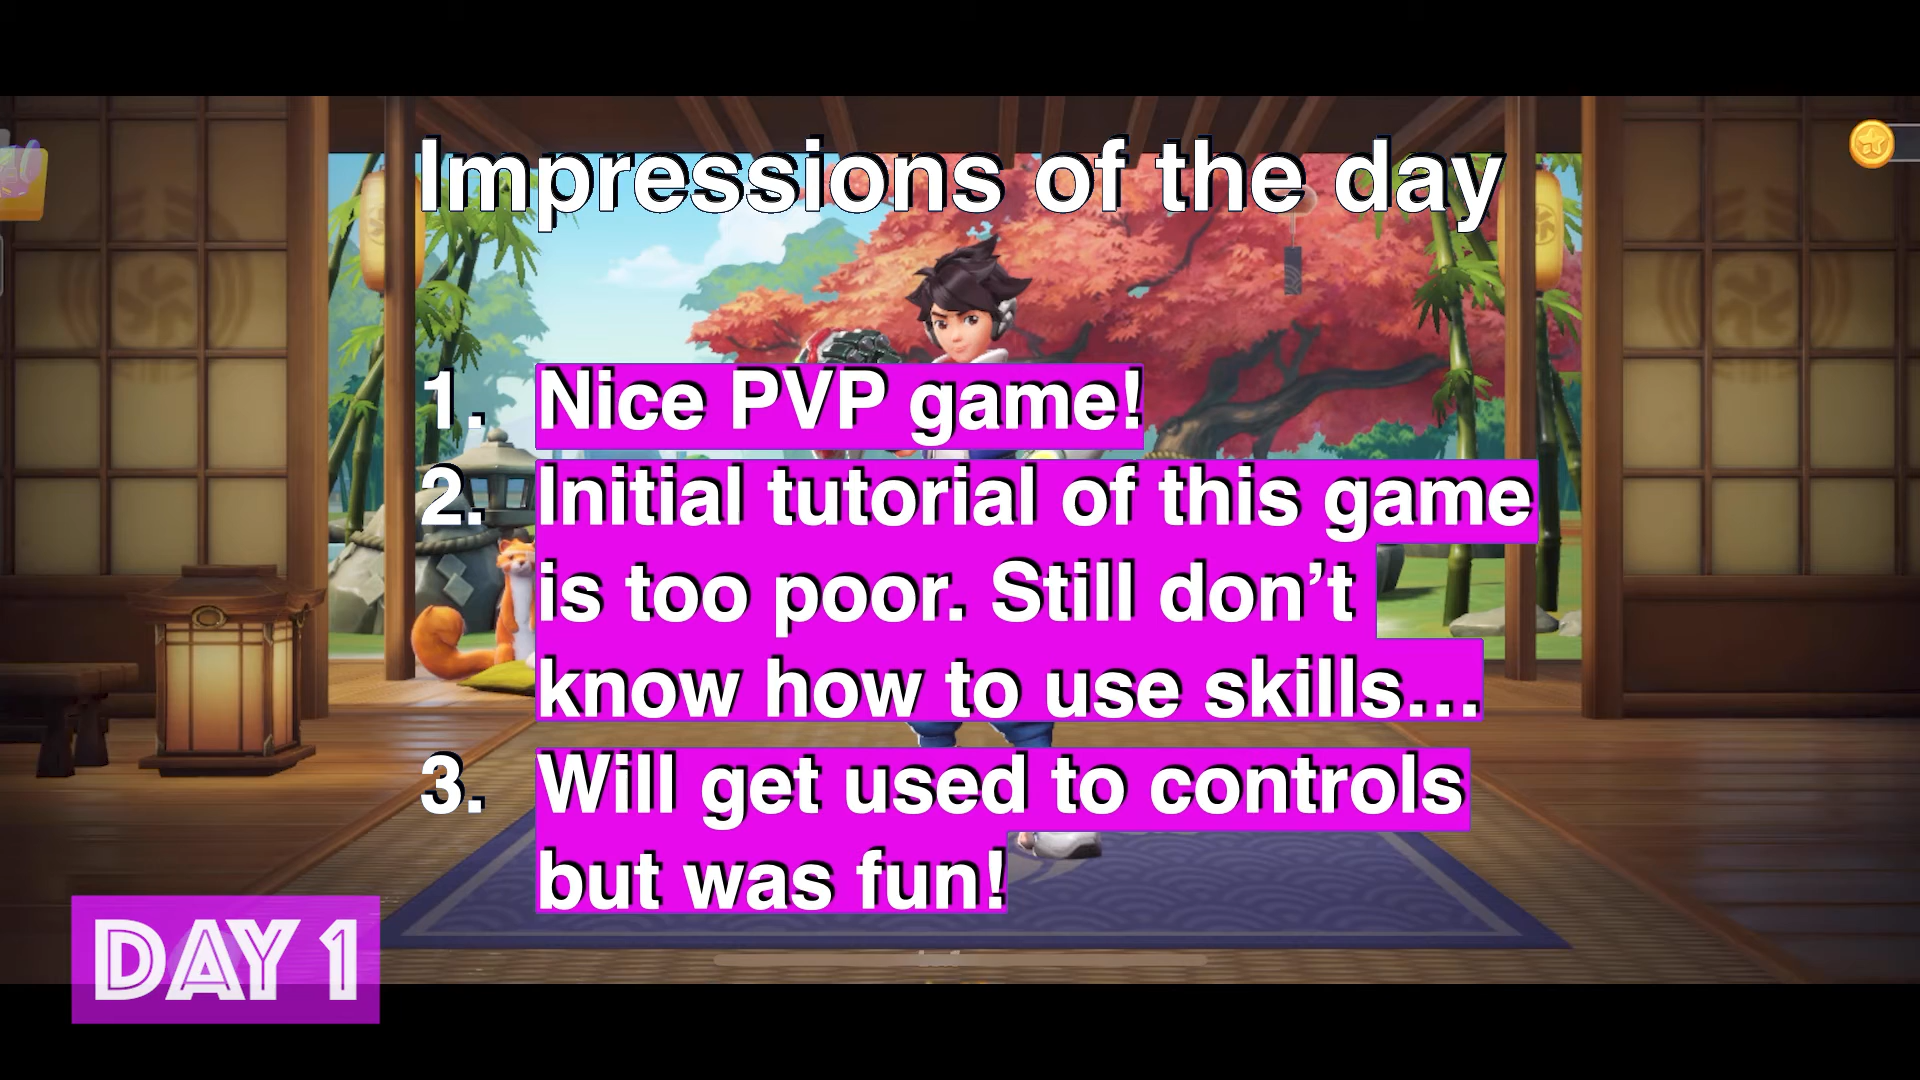 Impressions of the day
1. Nice PVP game!
2. Initial tutorial of this game
is too poor. Still don’t
know how to use skills…
3. Will get used to controls
but was fun!
DAY 1